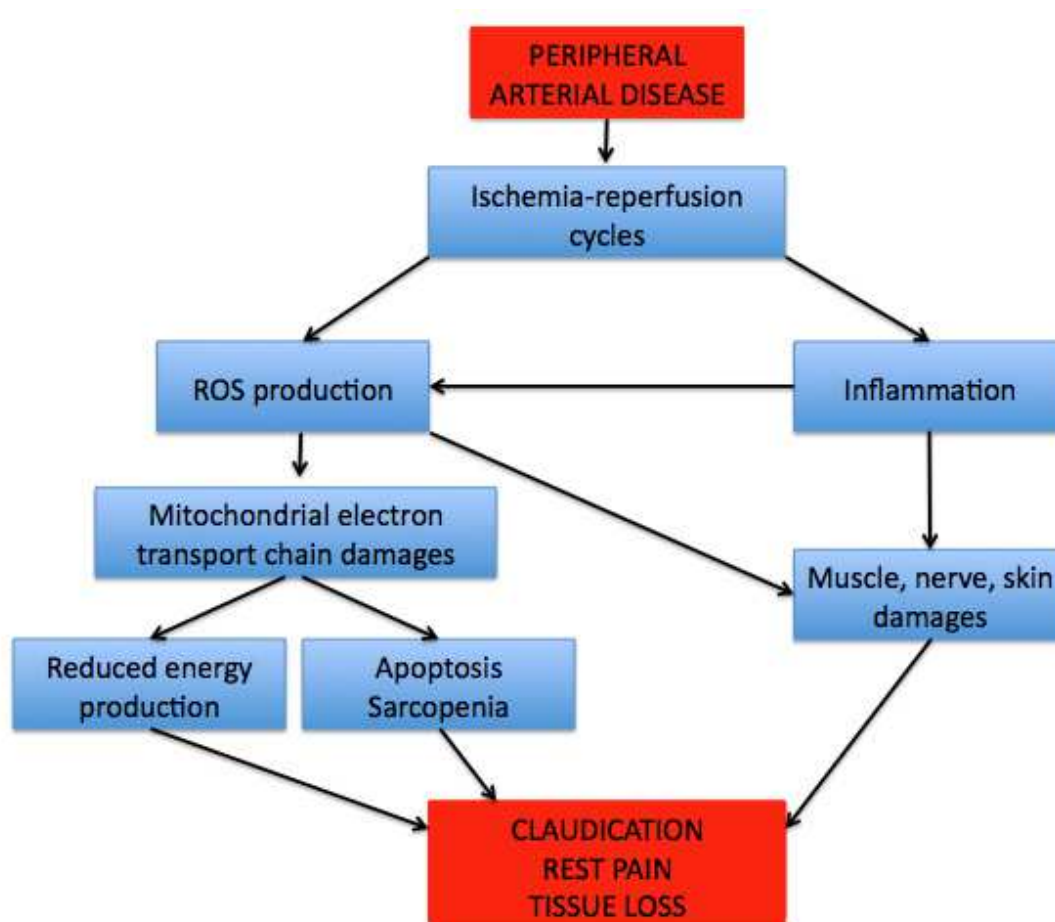 PERIPHERAL
ARTERIAL DISEASE
Ischemia-reperfusion
cycles
ROS production
Inflammation
Mitochondrial electron
transport chain damages
Muscle, nerve, skin
damages
Reduced energy
production
Apoptosis
Sarcopenia
CLAUDICATION
REST PAIN
TISSUE LOSS